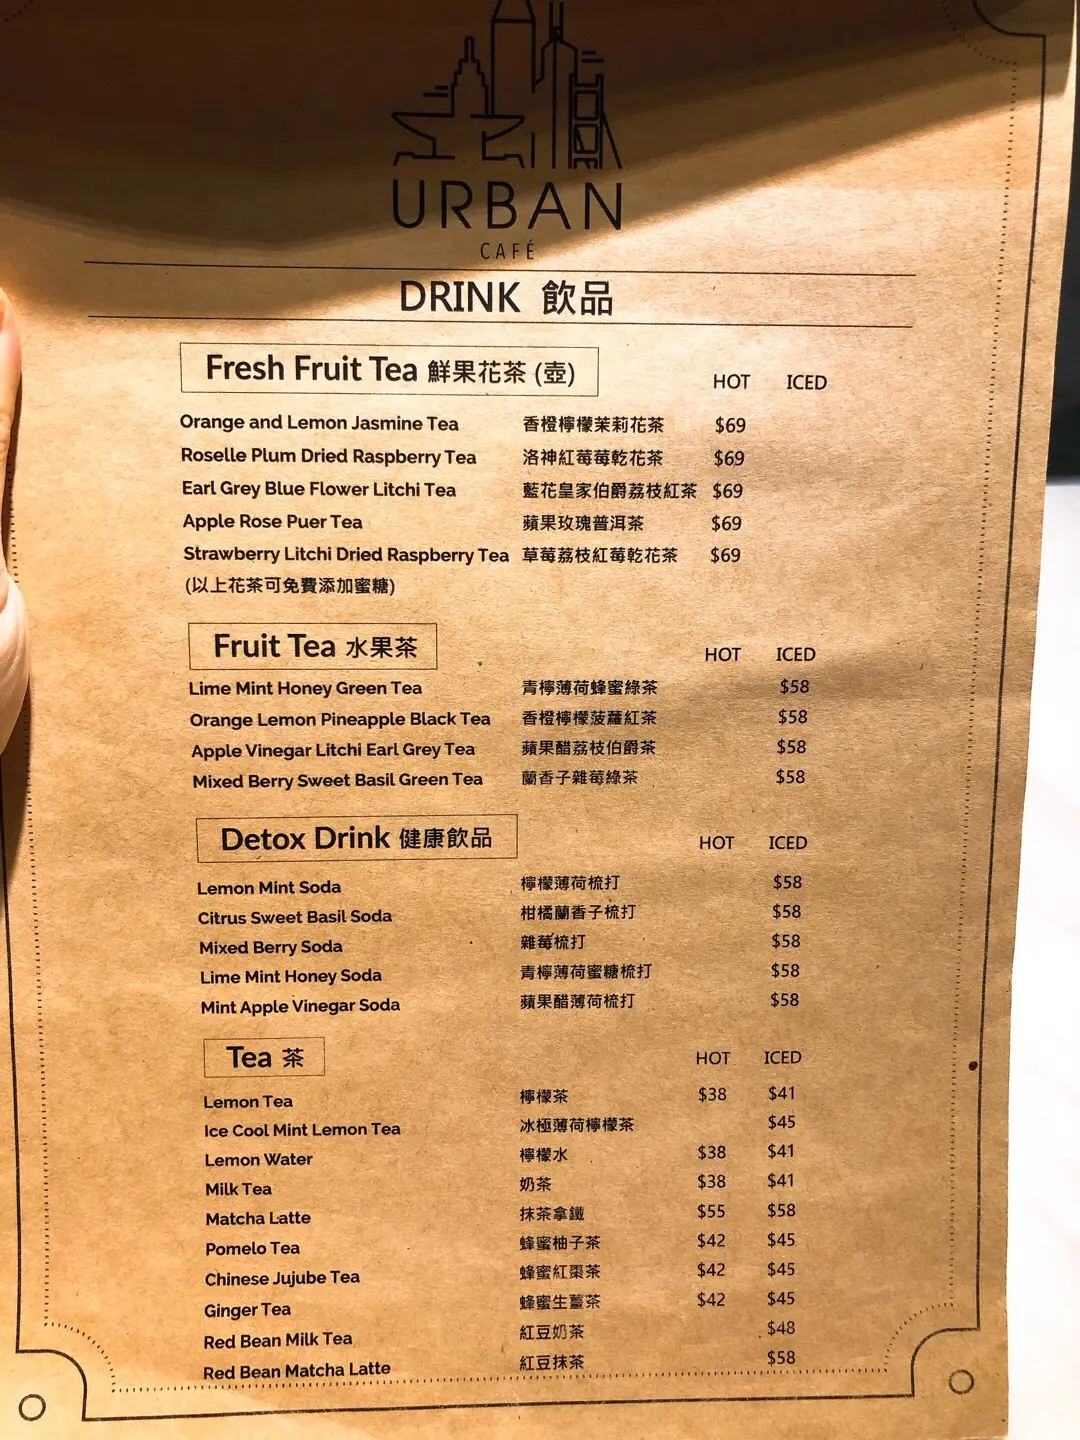 URBAN
CAFÉ
DRINK 飲品
Fresh Fruit Tea 鮮果花茶 (壺) HOT ICED
Orange and Lemon Jasmine Tea 香橙檸檬茉莉花茶 $69
Roselle Plum Dried Raspberry Tea 洛神紅莓莓乾花茶 $69
Earl Grey Blue Flower Litchi Tea 藍花皇家伯爵荔枝紅茶 $69
Apple Rose Puer Tea 蘋果玫瑰普洱茶 $69
Strawberry Litchi Dried Raspberry Tea 草莓荔枝紅莓乾花茶 $69
(以上花茶可免費添加蜜糖)
Fruit Tea 水果茶 HOT ICED
Lime Mint Honey Green Tea 青檸薄荷蜂蜜綠茶 $58
Orange Lemon Pineapple Black Tea 香橙檸檬菠蘿紅茶 $58
Apple Vinegar Litchi Earl Grey Tea 蘋果醋荔枝伯爵茶 $58
Mixed Berry Sweet Basil Green Tea 蘭香子雜莓綠茶 $58
Detox Drink 健康飲品 HOT ICED
Lemon Mint Soda 檸檬薄荷梳打 $58
Citrus Sweet Basil Soda 柑橘蘭香子梳打 $58
Mixed Berry Soda 雜莓梳打 $58
Lime Mint Honey Soda 青檸薄荷蜜糖梳打 $58
Mint Apple Vinegar Soda 蘋果醋薄荷梳打 $58
Tea 茶 HOT ICED
Lemon Tea 檸檬茶 $38 $41
Ice Cool Mint Lemon Tea 冰極薄荷檸檬茶 $45
Lemon Water 檸檬水 $38 $41
Milk Tea 奶茶 $38 $41
Matcha Latte 抹茶拿鐵 $55 $58
Pomelo Tea 蜂蜜柚子茶 $42 $45
Chinese Jujube Tea 蜂蜜紅棗茶 $42 $45
Ginger Tea 蜂蜜生薑茶 $42 $45
Red Bean Milk Tea 紅豆奶茶 $48
Red Bean Matcha Latte 紅豆抹茶 $58